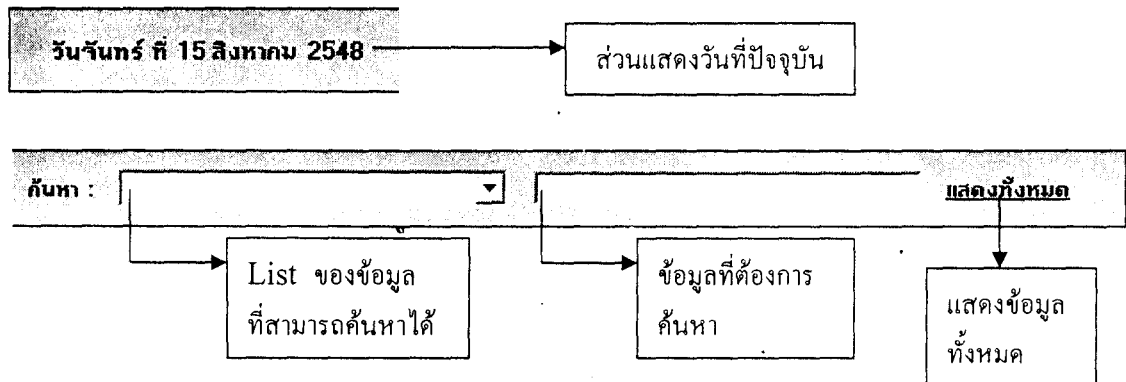 วันจันทร์ ที่ 15 สิงหาคม 2548
ส่วนแสดงวันที่ปัจจุบัน
ค้นหา :
แสดงทั้งหมด
List ของข้อมูล
ที่สามารถค้นหาได้
ข้อมูลที่ต้องการ
ค้นหา
แสดงข้อมูล
ทั้งหมด